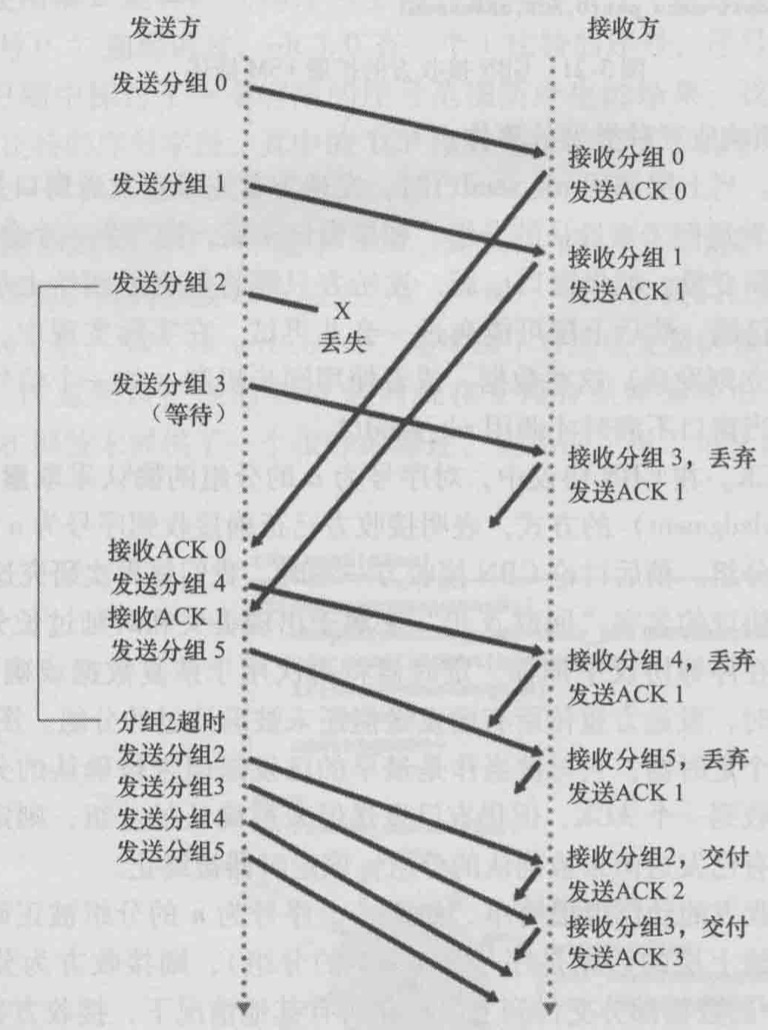 发送方
接收方
发送分组 0
接收分组 0
发送ACK 0
发送分组 1
接收分组 1
发送ACK 1
发送分组 2
X
丢失
发送分组 3
（等待）
接收分组 3，丢弃
发送ACK 1
接收ACK 0
发送分组 4
接收ACK 1
发送分组 5
接收分组 4，丢弃
发送ACK 1
分组2超时
发送分组2
发送分组3
发送分组4
发送分组5
接收分组5，丢弃
发送ACK 1
接收分组2，交付
发送ACK 2
接收分组3，交付
发送ACK 3